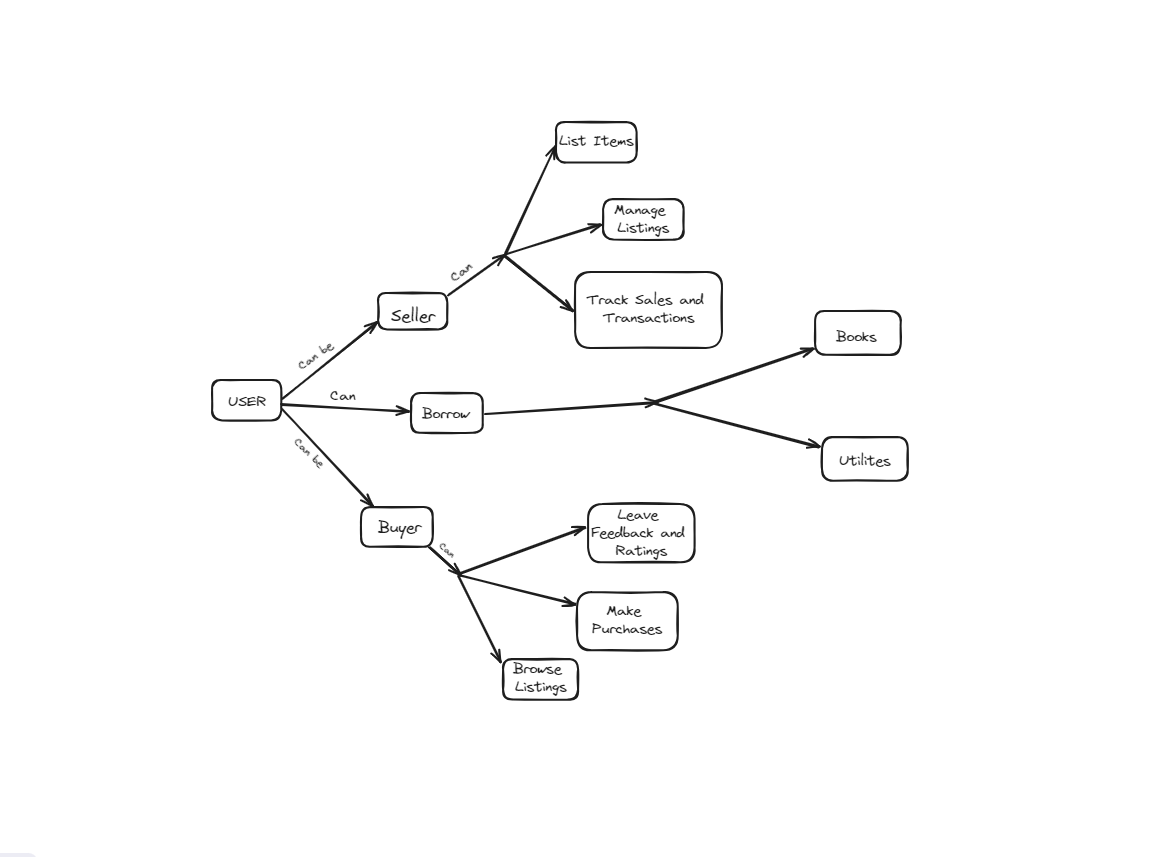 List Items
Manage
Listings
Can
Track Sales and
Transactions
Seller
Books
Can be
USER
Can
Borrow
Utilites
Can be
Buyer
Can
Leave
Feedback and
Ratings
Make
Purchases
Browse
Listings